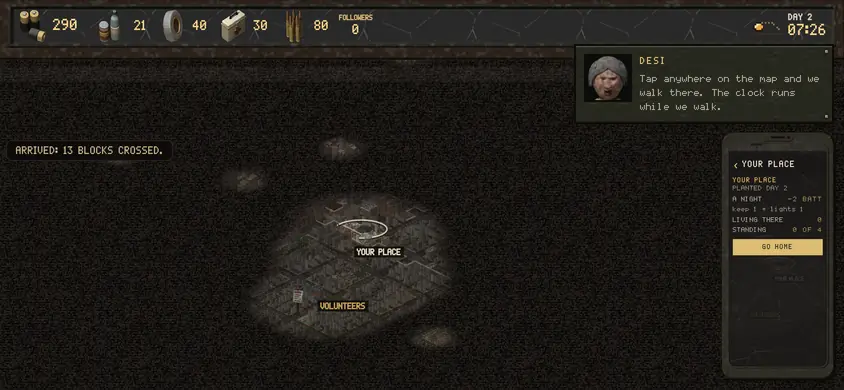 290
21
40
30
80
FOLLOWERS
0
DAY 2
07:26
DESI
Tap anywhere on the map and we
walk there. The clock runs
while we walk.
ARRIVED: 13 BLOCKS CROSSED.
YOUR PLACE
VOLUNTEERS
‹ YOUR PLACE
YOUR PLACE
PLANTED DAY 2
A NIGHT -2 BATT
keep 1 + lights 1
LIVING THERE 0
STANDING 0 OF 4
GO HOME